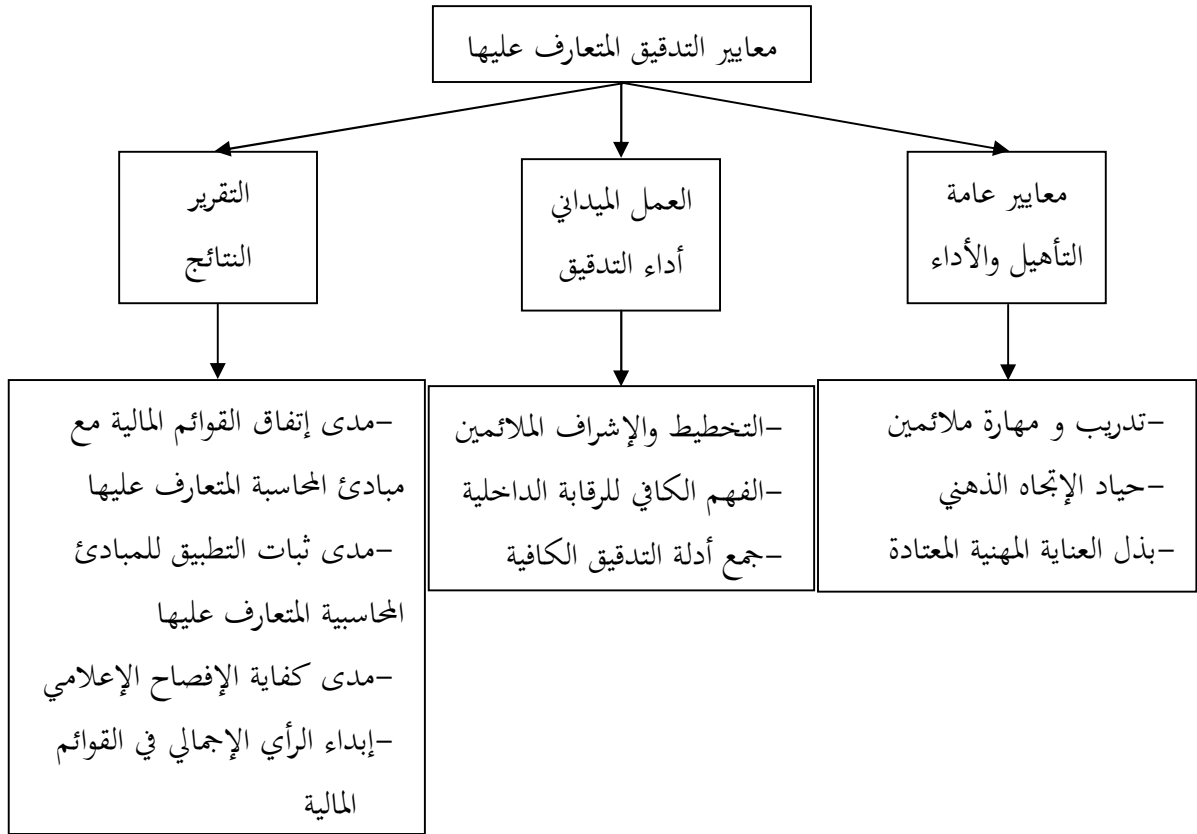 معايير التدقيق المتعارف عليها
معايير عامة
التأهيل والأداء
العمل الميداني
أداء التدقيق
التقرير
النتائج
-تدريب و مهارة ملائمين
-حياد الإتجاه الذهني
-بذل العناية المهنية المعتادة
-التخطيط والإشراف الملائمين
-الفهم الكافي للرقابة الداخلية
-جمع أدلة التدقيق الكافية
-مدى إتفاق القوائم المالية مع
مبادئ المحاسبة المتعارف عليها
-مدى ثبات التطبيق للمبادئ
المحاسبية المتعارف عليها
-مدى كفاية الإفصاح الإعلامي
-إبداء الرأي الإجمالي في القوائم
المالية